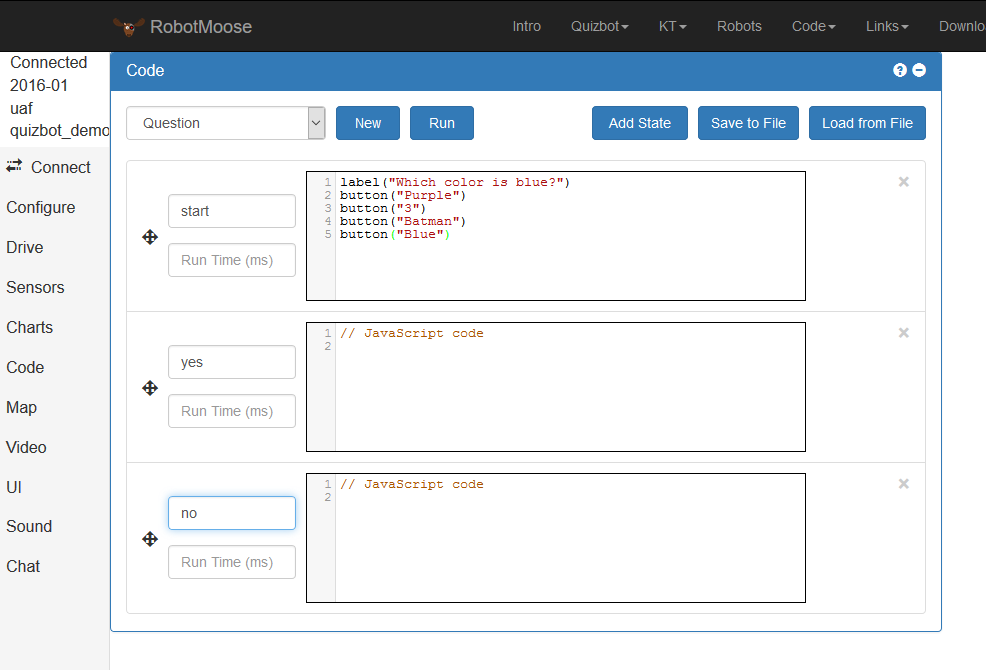 RobotMoose Intro Quizbot KT Robots Code Links Downlo
Connected
2016-01
uaf
quizbot_demo
Connect
Configure
Drive
Sensors
Charts
Code
Map
Video
UI
Sound
Chat
Code
Question New Run Add State Save to File Load from File
start
Run Time (ms)
1 label("Which color is blue?")
2 button("Purple")
3 button("3")
4 button("Batman")
5 button("Blue")
yes
Run Time (ms)
1 // JavaScript code
2
no
Run Time (ms)
1 // JavaScript code
2